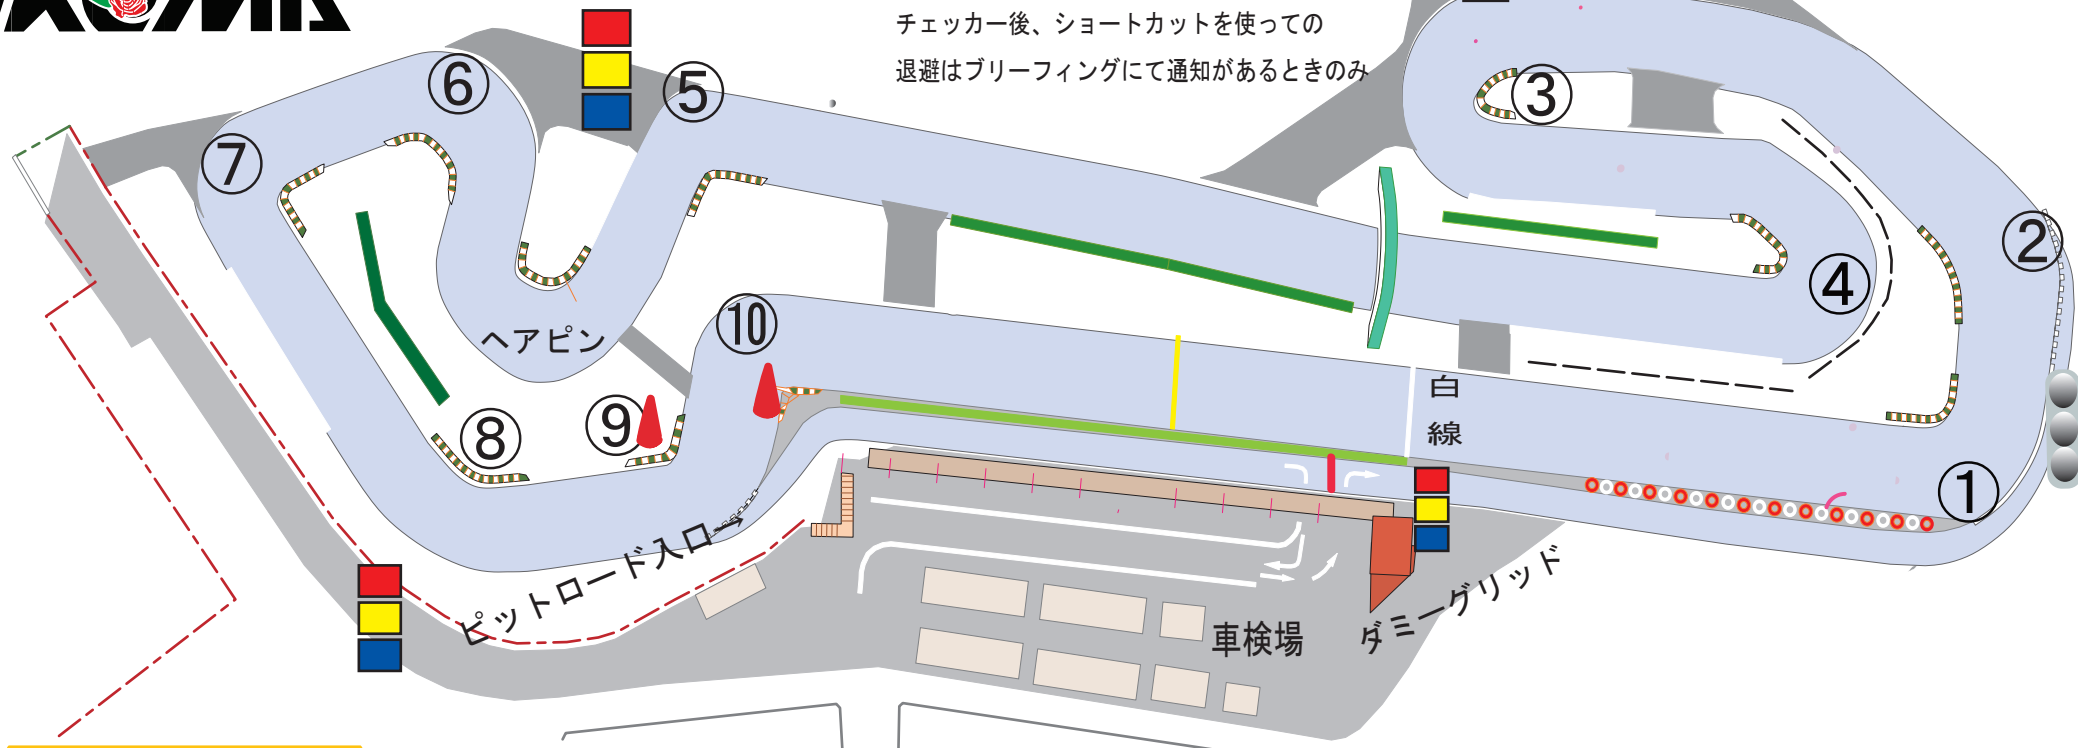 チェッカー後、ショートカットを使っての
退避はブリーフィングにて通知があるときのみ
⑥
⑤
③
⑦
②
④
⑩
ヘアピン
白線
⑨
⑧
①
ピットロード入口→
車検場
ダミーグリッド